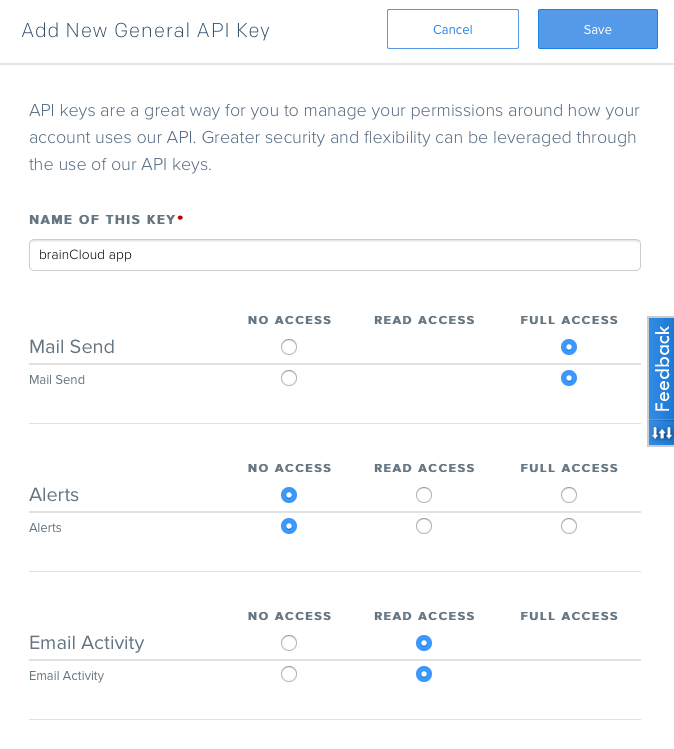 Add New General API Key
Cancel
Save
API keys are a great way for you to manage your permissions around how your
account uses our API. Greater security and flexibility can be leveraged through
the use of our API keys.
NAME OF THIS KEY•
brainCloud app
NO ACCESS READ ACCESS FULL ACCESS
Mail Send
Mail Send
Feedback
NO ACCESS READ ACCESS FULL ACCESS
Alerts
Alerts
NO ACCESS READ ACCESS FULL ACCESS
Email Activity
Email Activity